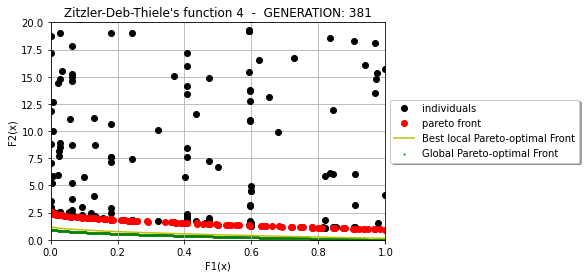 Zitzler-Deb-Thiele's function 4 - GENERATION: 381
20.0
17.5
15.0
12.5
10.0
7.5
5.0
2.5
0.0
F2(x)
0.0 0.2 0.4 0.6 0.8 1.0
F1(x)
individuals
pareto front
Best local Pareto-optimal Front
Global Pareto-optimal Front